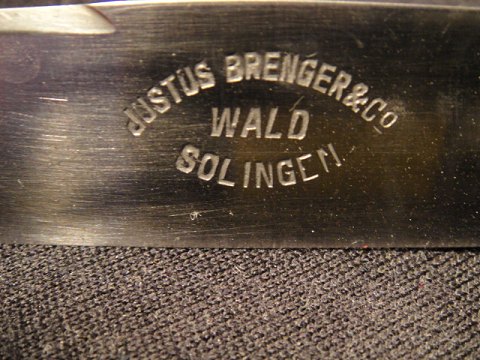 JUSTUS BRENGER & Co
WALD
SOLINGEN